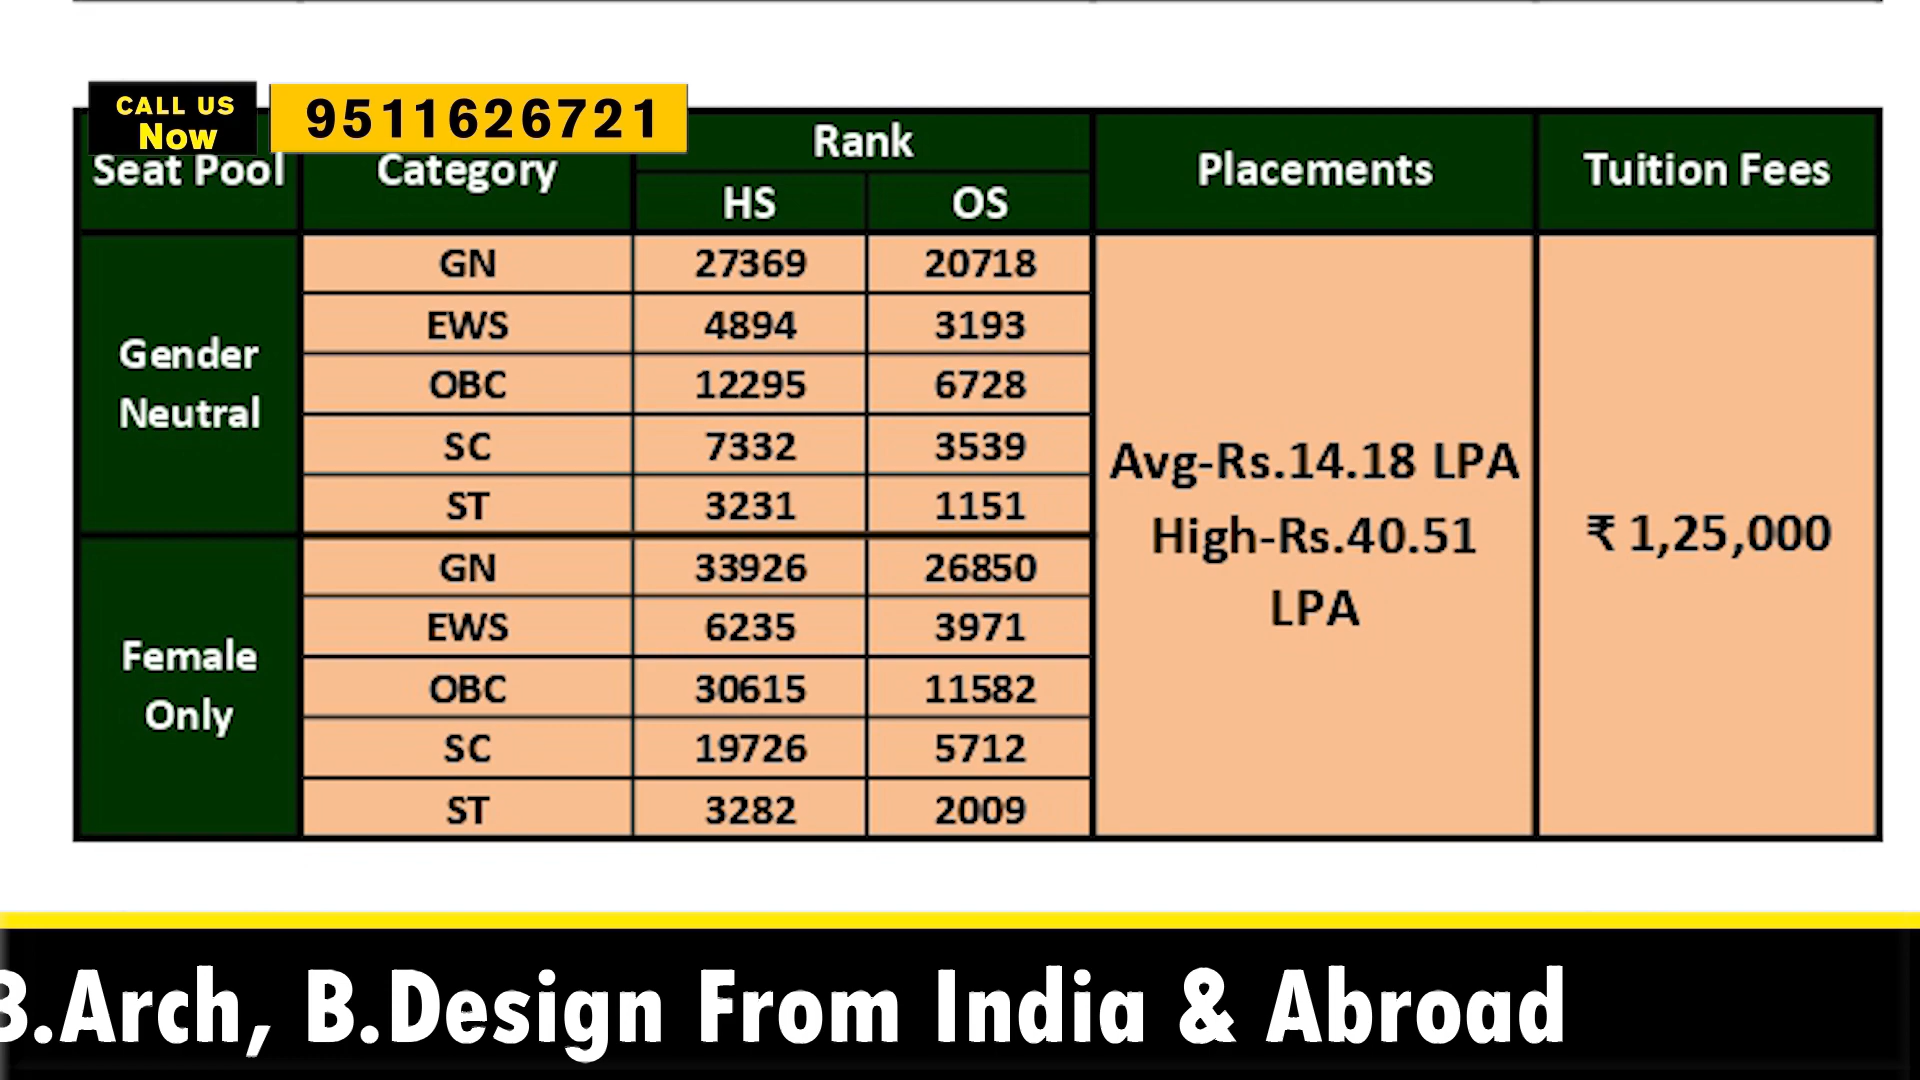 CALL US
Now
9511626721
Seat Pool Category Rank Placements Tuition Fees
HS OS
Gender
Neutral
GN 27369 20718
EWS 4894 3193
OBC 12295 6728
SC 7332 3539
ST 3231 1151
Female
Only
GN 33926 26850
EWS 6235 3971
OBC 30615 11582
SC 19726 5712
ST 3282 2009
Avg-Rs.14.18 LPA
High-Rs.40.51
LPA
₹ 1,25,000
B.Arch, B.Design From India & Abroad